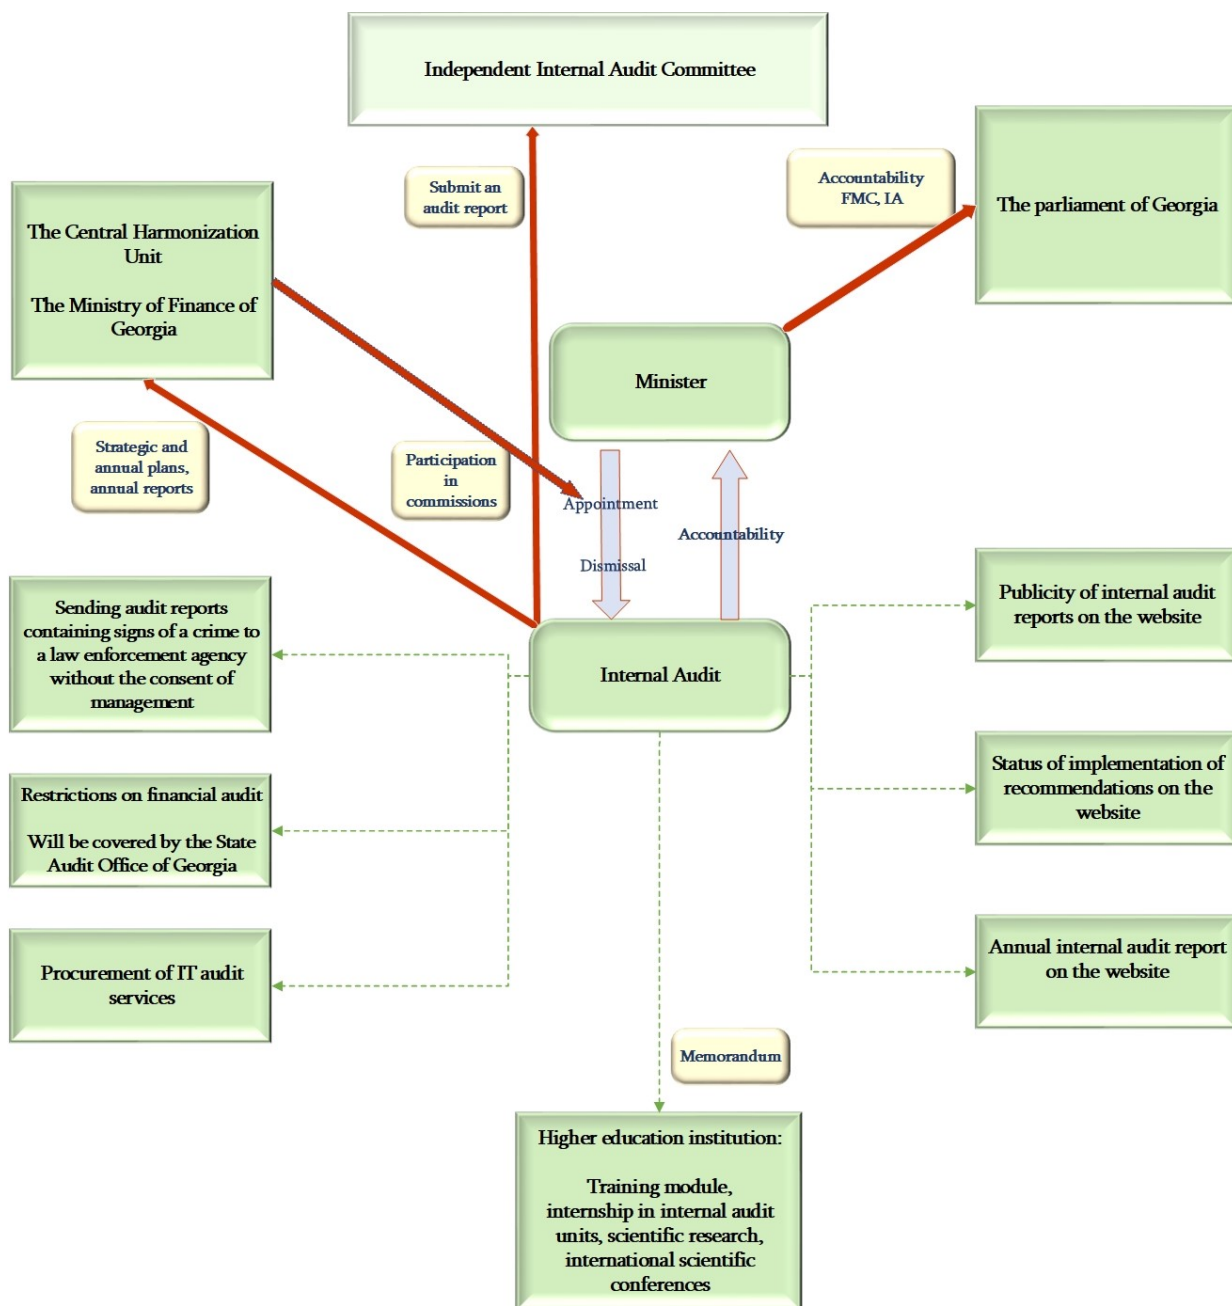 Independent Internal Audit Committee
Submit an
audit report
Accountability
FMC, IA
The parliament of Georgia
The Central Harmonization
Unit
The Ministry of Finance of
Georgia
Minister
Strategic and
annual plans,
annual reports
Participation
in
commissions
Appointment
Dismissal
Accountability
Sending audit reports
containing signs of a crime to
a law enforcement agency
without the consent of
management
Internal Audit
Publicity of internal audit
reports on the website
Restrictions on financial audit
Will be covered by the State
Audit Office of Georgia
Status of implementation of
recommendations on the
website
Procurement of IT audit
services
Annual internal audit report
on the website
Memorandum
Higher education institution:
Training module,
internship in internal audit
units, scientific research,
international scientific
conferences